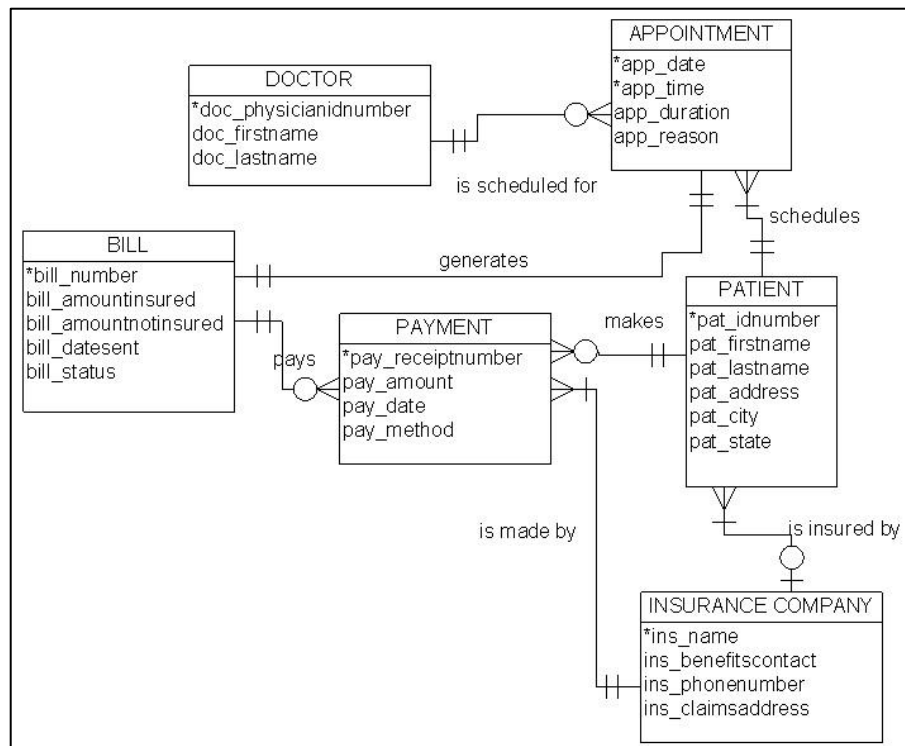 APPOINTMENT
*app_date
*app_time
app_duration
app_reason
DOCTOR
*doc_physicianidnumber
doc_firstname
doc_lastname
is scheduled for
schedules
BILL
*bill_number
bill_amountinsured
bill_amountnotinsured
bill_datesent
bill_status
generates
PATIENT
*pat_idnumber
pat_firstname
pat_lastname
pat_address
pat_city
pat_state
pays
PAYMENT
*pay_receiptnumber
pay_amount
pay_date
pay_method
makes
is made by
is insured by
INSURANCE COMPANY
*ins_name
ins_benefitscontact
ins_phonenumber
ins_claimsaddress